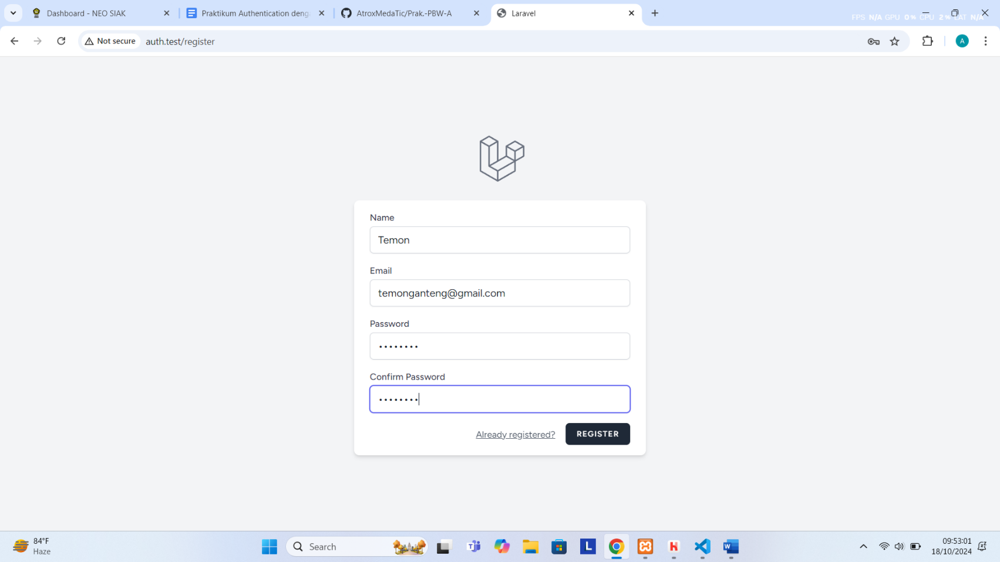 Dashboard - NEO SIAK
Praktikum Authentication deng
AtroxMedaTic/Prak.-PBW-A
Laravel
FPS N/A GPU 0% CPU 2% LAT N/A
Not secure
auth.test/register
A
Name
Temon
Email
temonganteng@gmail.com
Password
••••••••
Confirm Password
••••••••
Already registered?
REGISTER
84°F
Haze
Search
L
09:53:01
18/10/2024